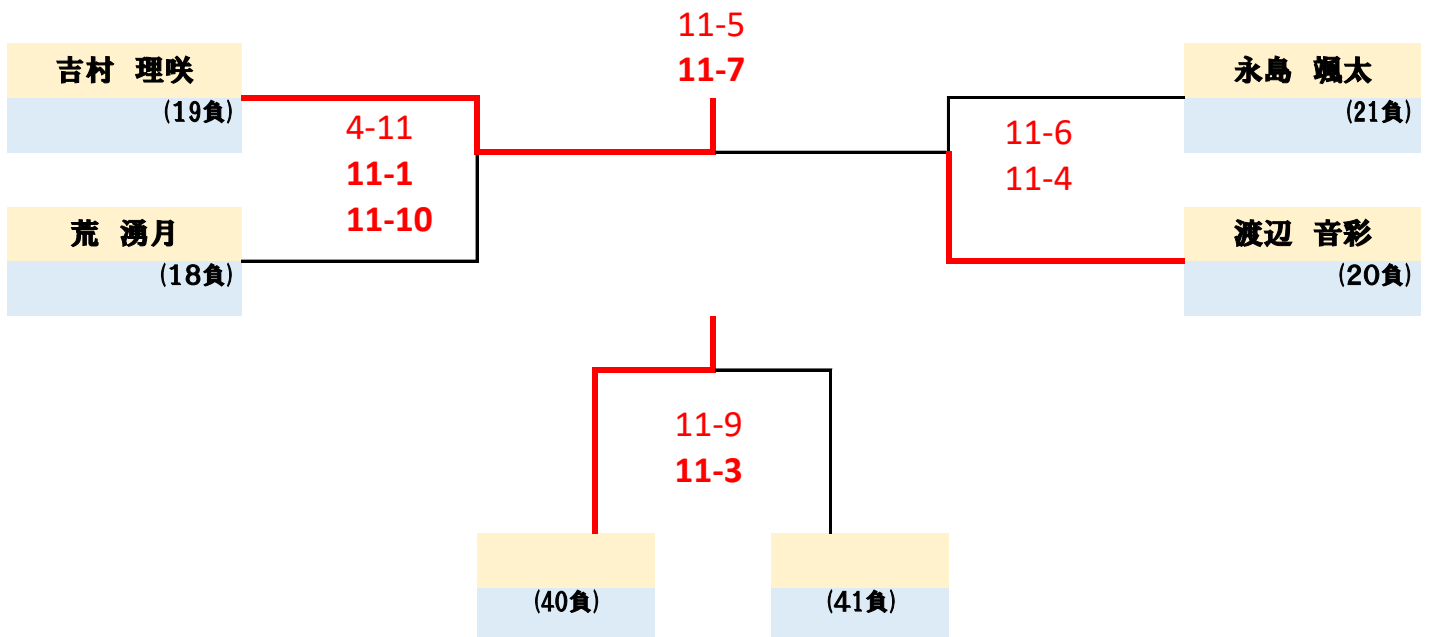 11-5
11-7
吉村　理咲
(19負)
4-11
11-1
11-10
荒　湧月
(18負)
永島　颯太
(21負)
11-6
11-4
渡辺　音彩
(20負)
11-9
11-3
(40負)
(41負)